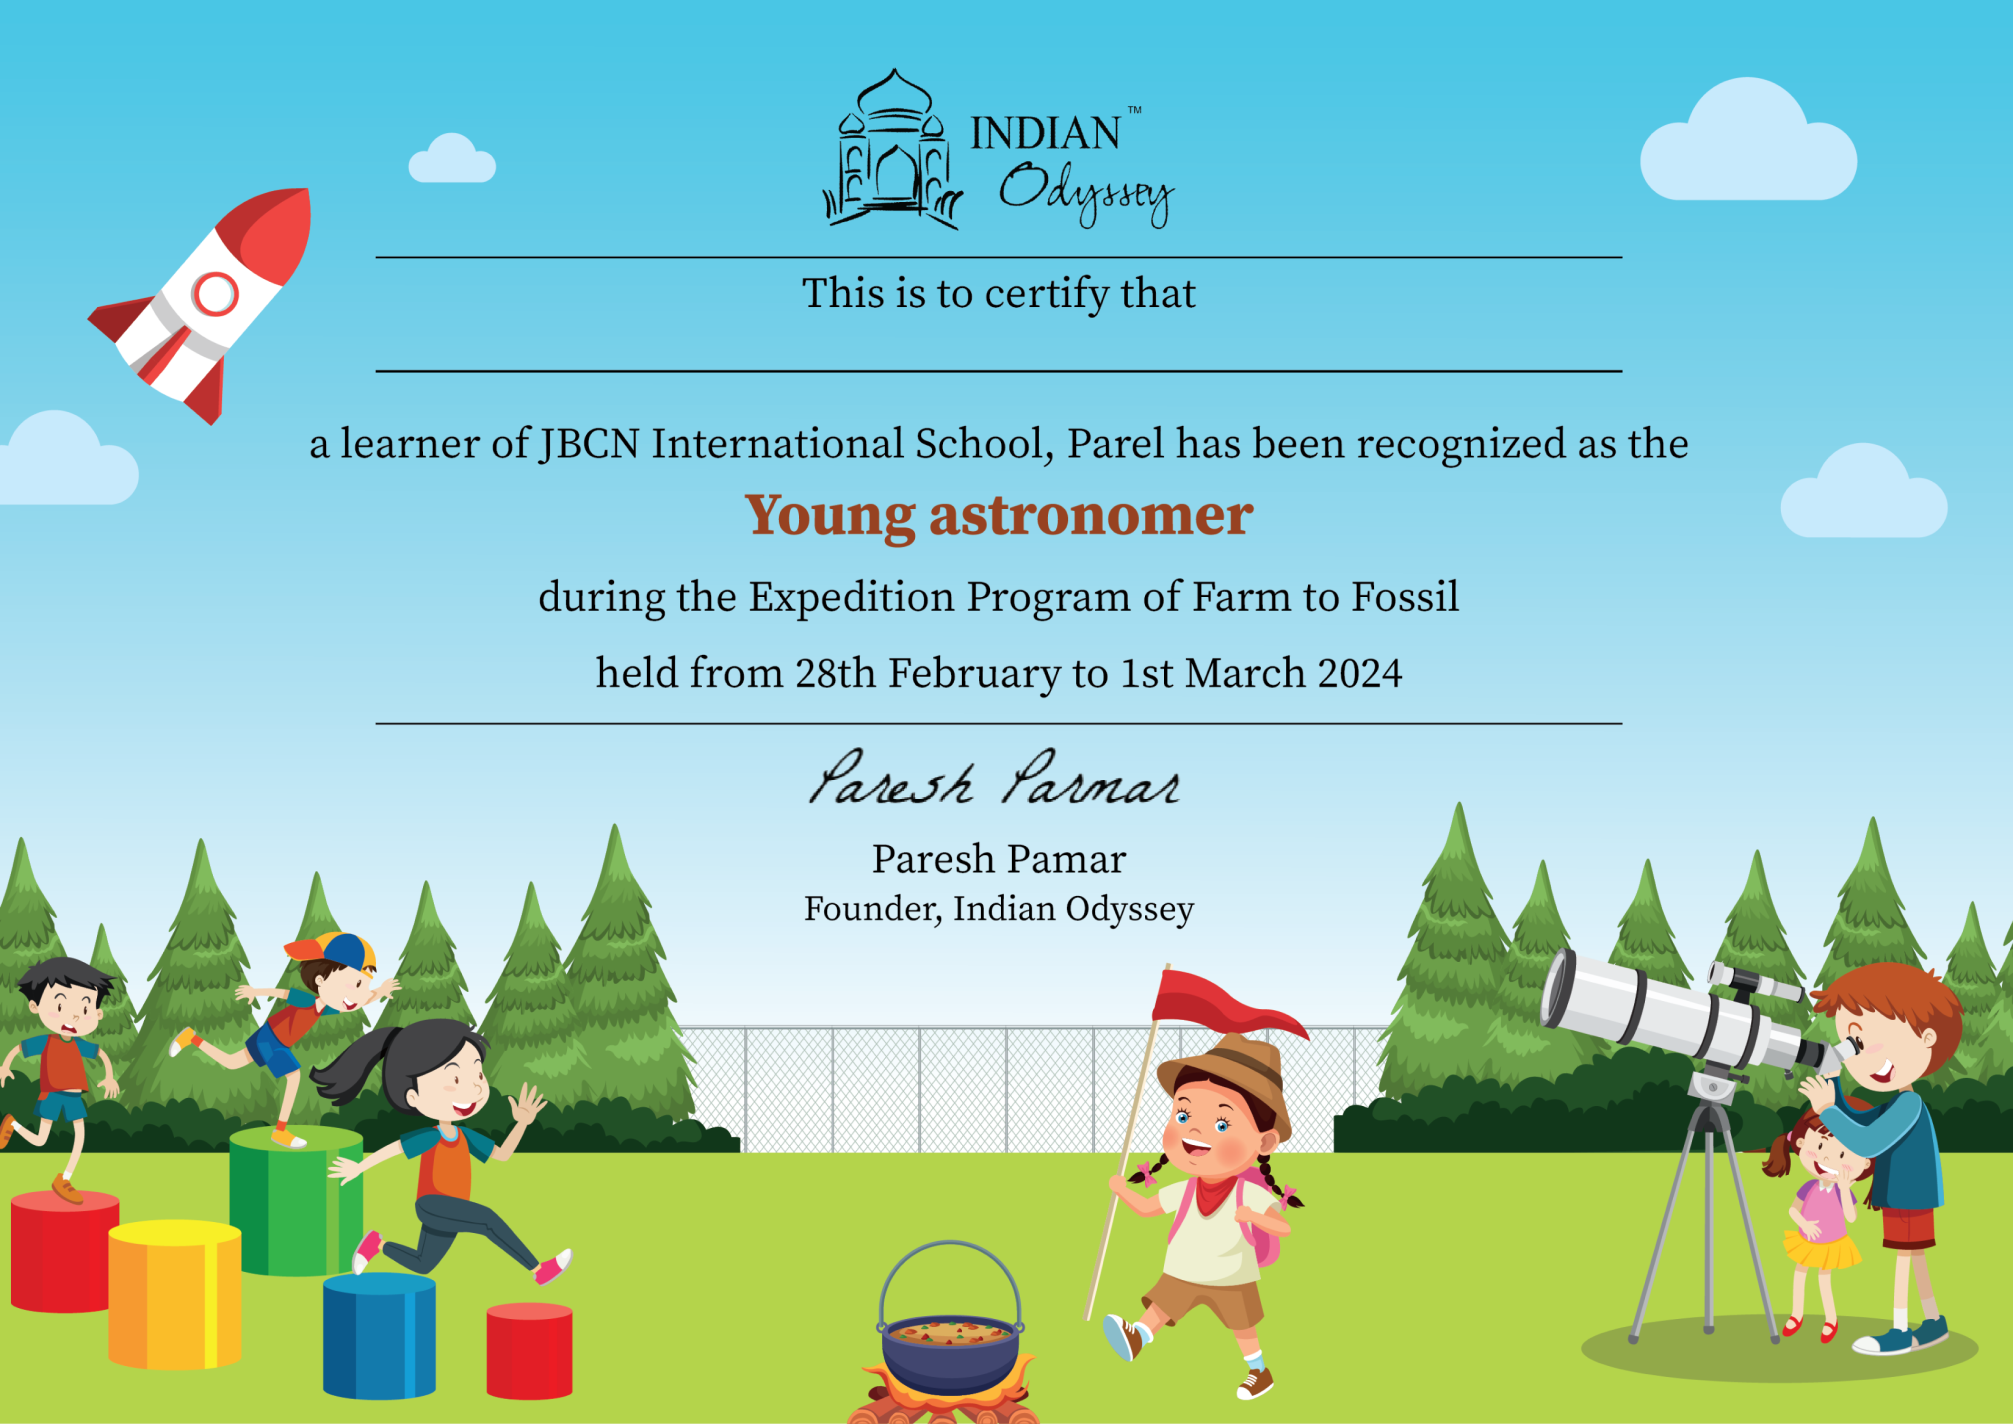 INDIAN™
Odyssey
This is to certify that
a learner of JBCN International School, Parel has been recognized as the
Young astronomer
during the Expedition Program of Farm to Fossil
held from 28th February to 1st March 2024
Paresh Parmar
Paresh Pamar
Founder, Indian Odyssey